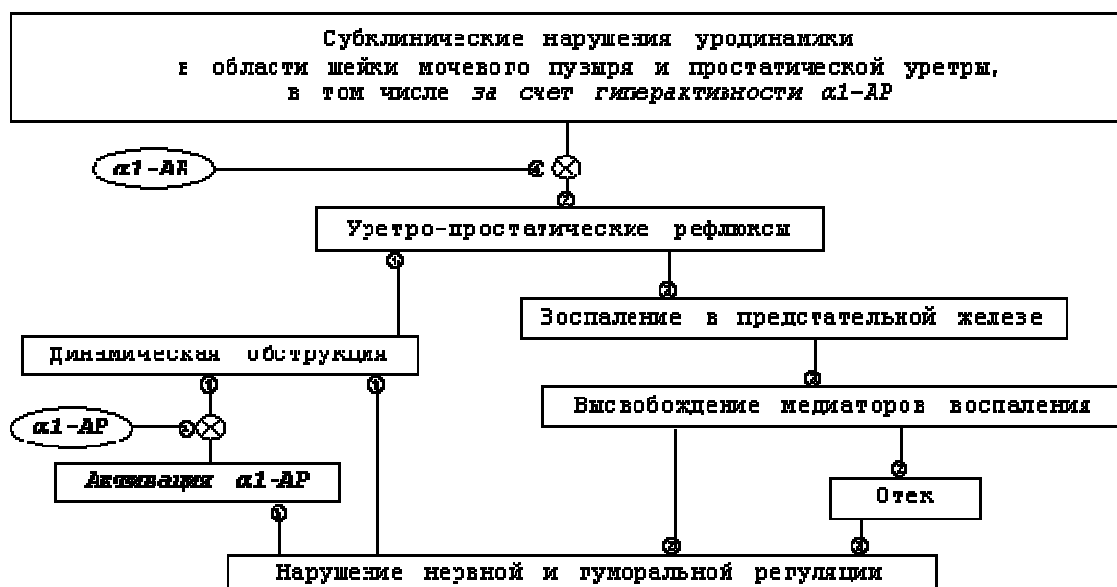 Субклинические нарушения уродинамики
в области шейки мочевого пузыря и простатической уретры,
в том числе за счет гиперактивности α1-АР
α1-АР
Уретро-простатические рефлюксы
Воспаление в предстательной железе
Динамическая обструкция
Высвобождение медиаторов воспаления
α1-АР
Активация α1-АР
Отек
Нарушение нервной и гуморальной регуляции